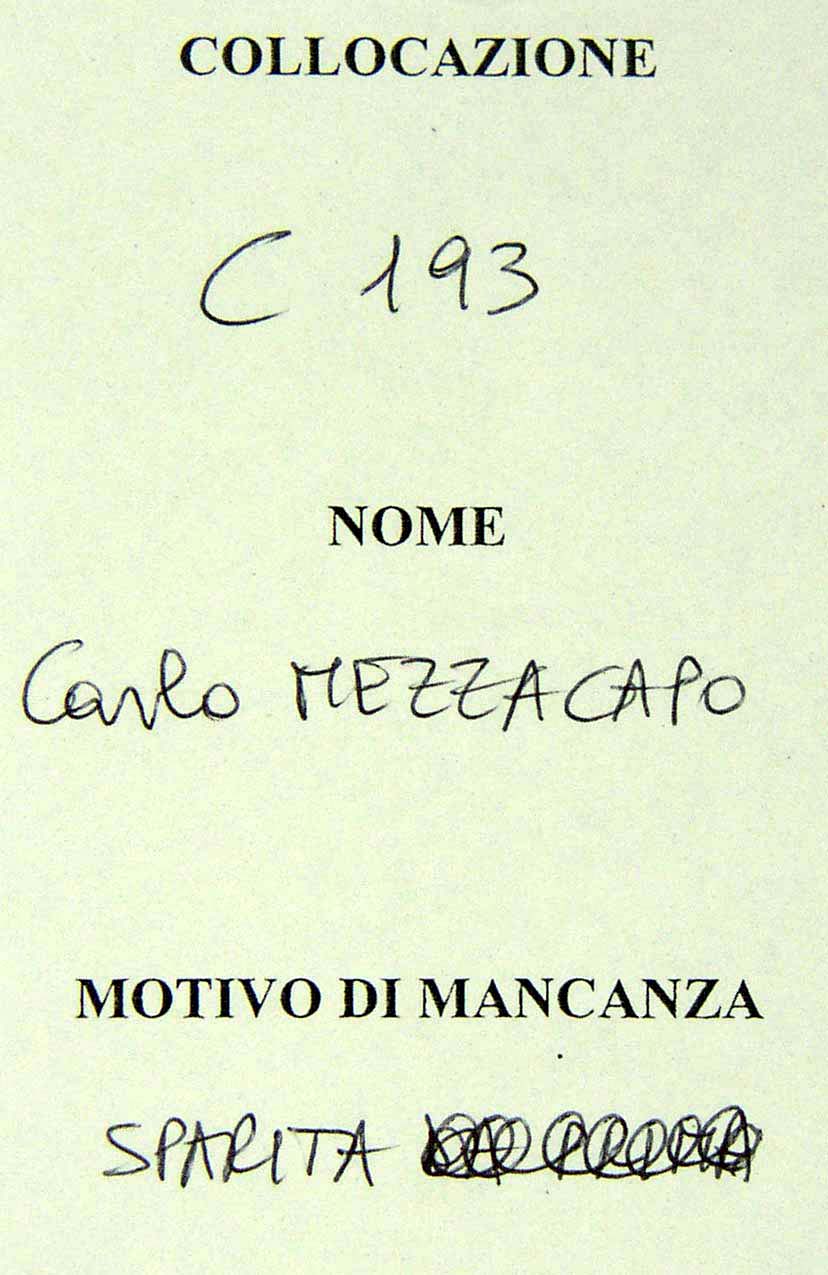 COLLOCAZIONE
C 193
NOME
Carlo MEZZACAPO
MOTIVO DI MANCANZA
SPARITA